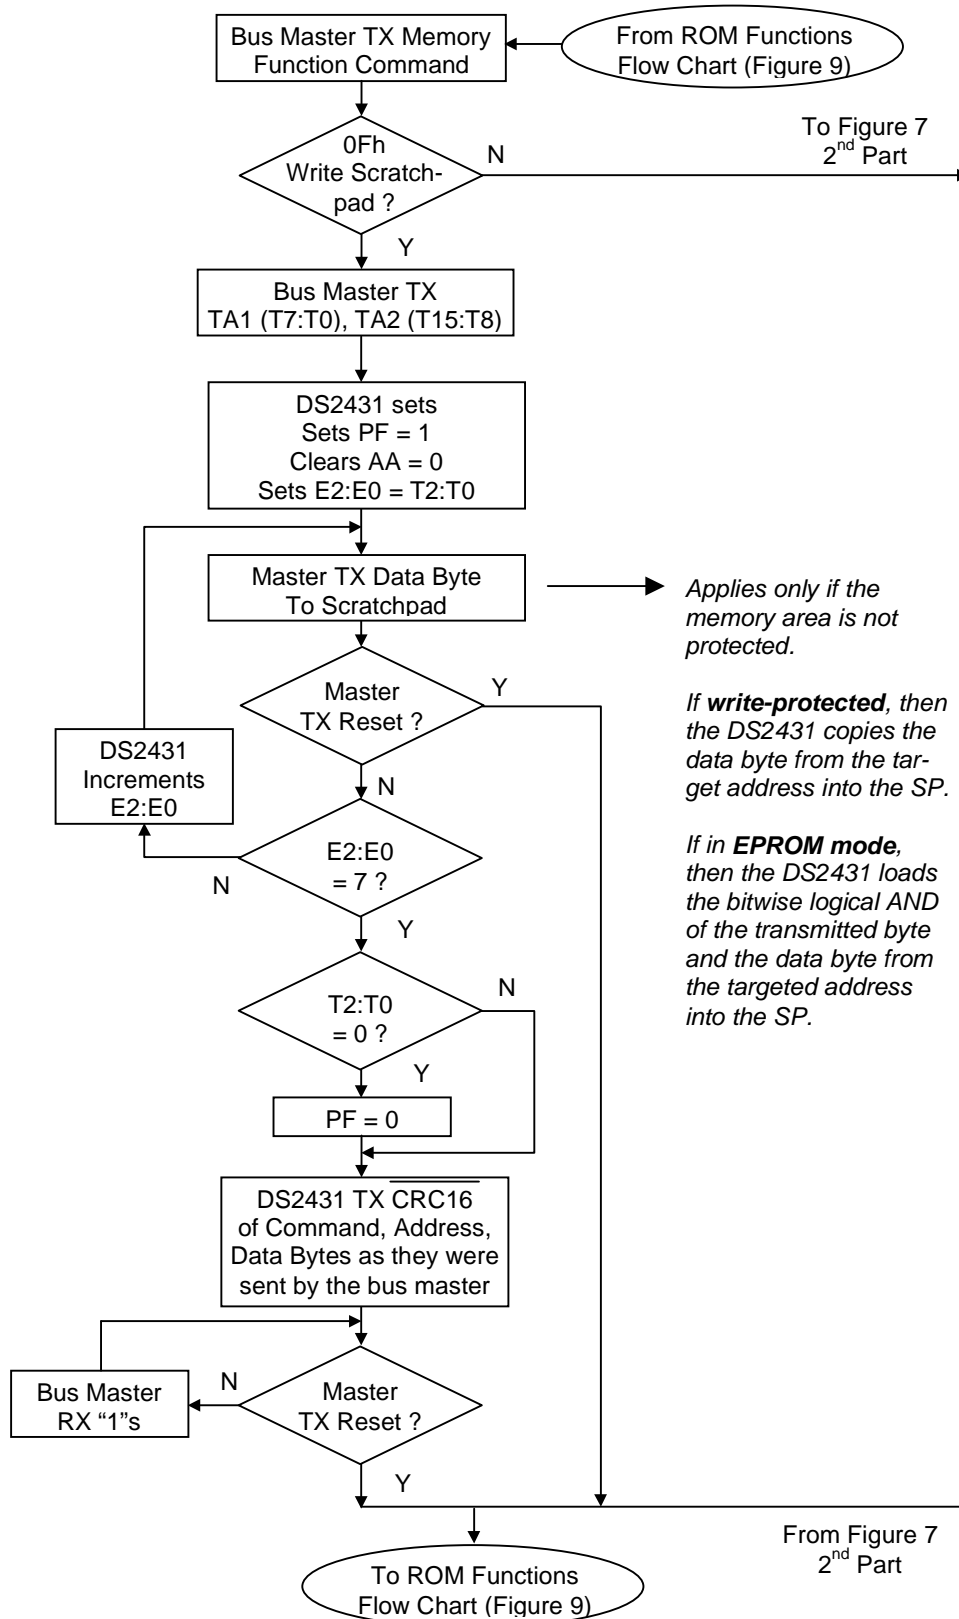 Bus Master TX Memory
Function Command
From ROM Functions
Flow Chart (Figure 9)
To Figure 7
2nd Part
0Fh
Write Scratch-
pad ?
N
Y
Bus Master TX
TA1 (T7:T0), TA2 (T15:T8)
DS2431 sets
Sets PF = 1
Clears AA = 0
Sets E2:E0 = T2:T0
Master TX Data Byte
To Scratchpad
Applies only if the
memory area is not
protected.
If write-protected, then
the DS2431 copies the
data byte from the tar-
get address into the SP.
If in EPROM mode,
then the DS2431 loads
the bitwise logical AND
of the transmitted byte
and the data byte from
the targeted address
into the SP.
Master
TX Reset ?
Y
N
DS2431
Increments
E2:E0
E2:E0
= 7 ?
N
Y
T2:T0
= 0 ?
N
Y
PF = 0
DS2431 TX CRC16
of Command, Address,
Data Bytes as they were
sent by the bus master
Bus Master
RX “1”s
N
Master
TX Reset ?
Y
From Figure 7
2nd Part
To ROM Functions
Flow Chart (Figure 9)